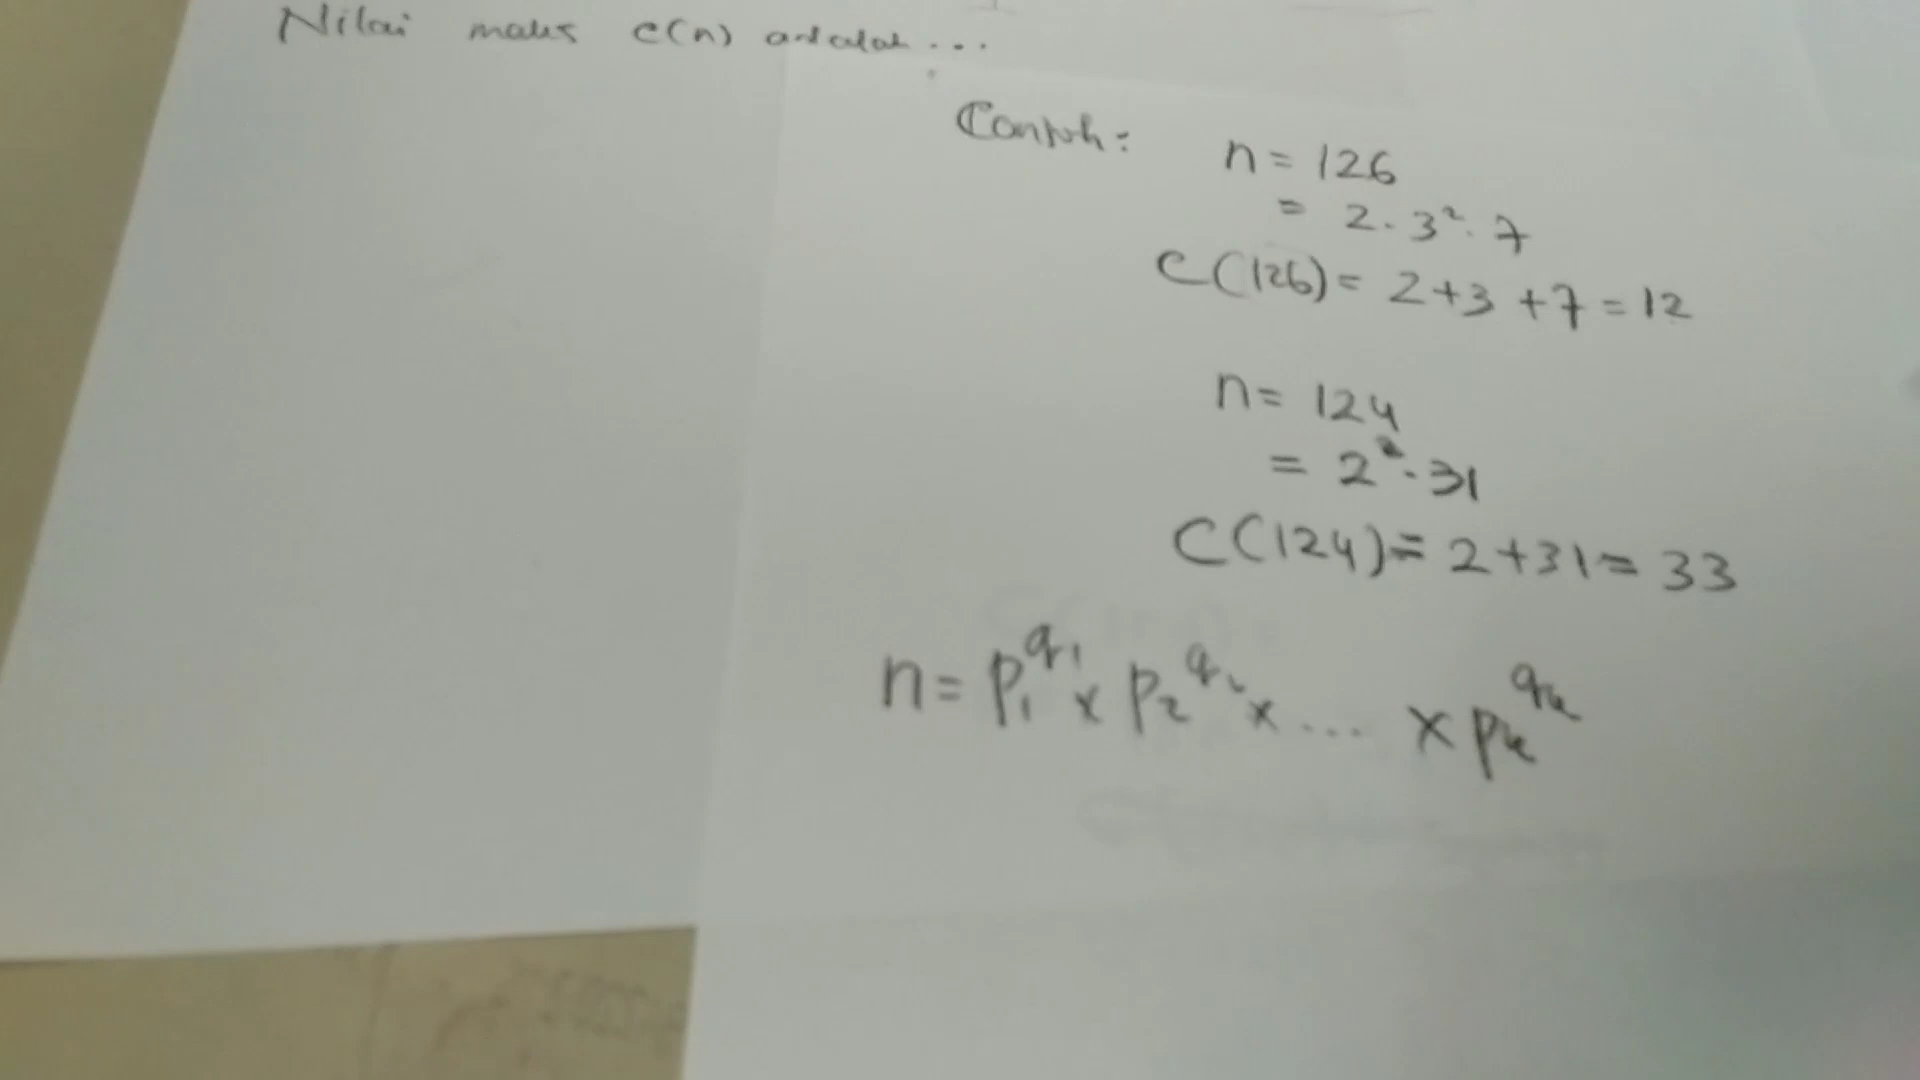 Nilai maks c(n) adalah...
Contoh: n = 126
= 2 . 3² . 7
C(126) = 2+3+7 = 12
n = 124
= 2² . 31
C(124) = 2+31 = 33
n = p₁^q₁ x p₂^q₂ x .... x pₖ^qₖ